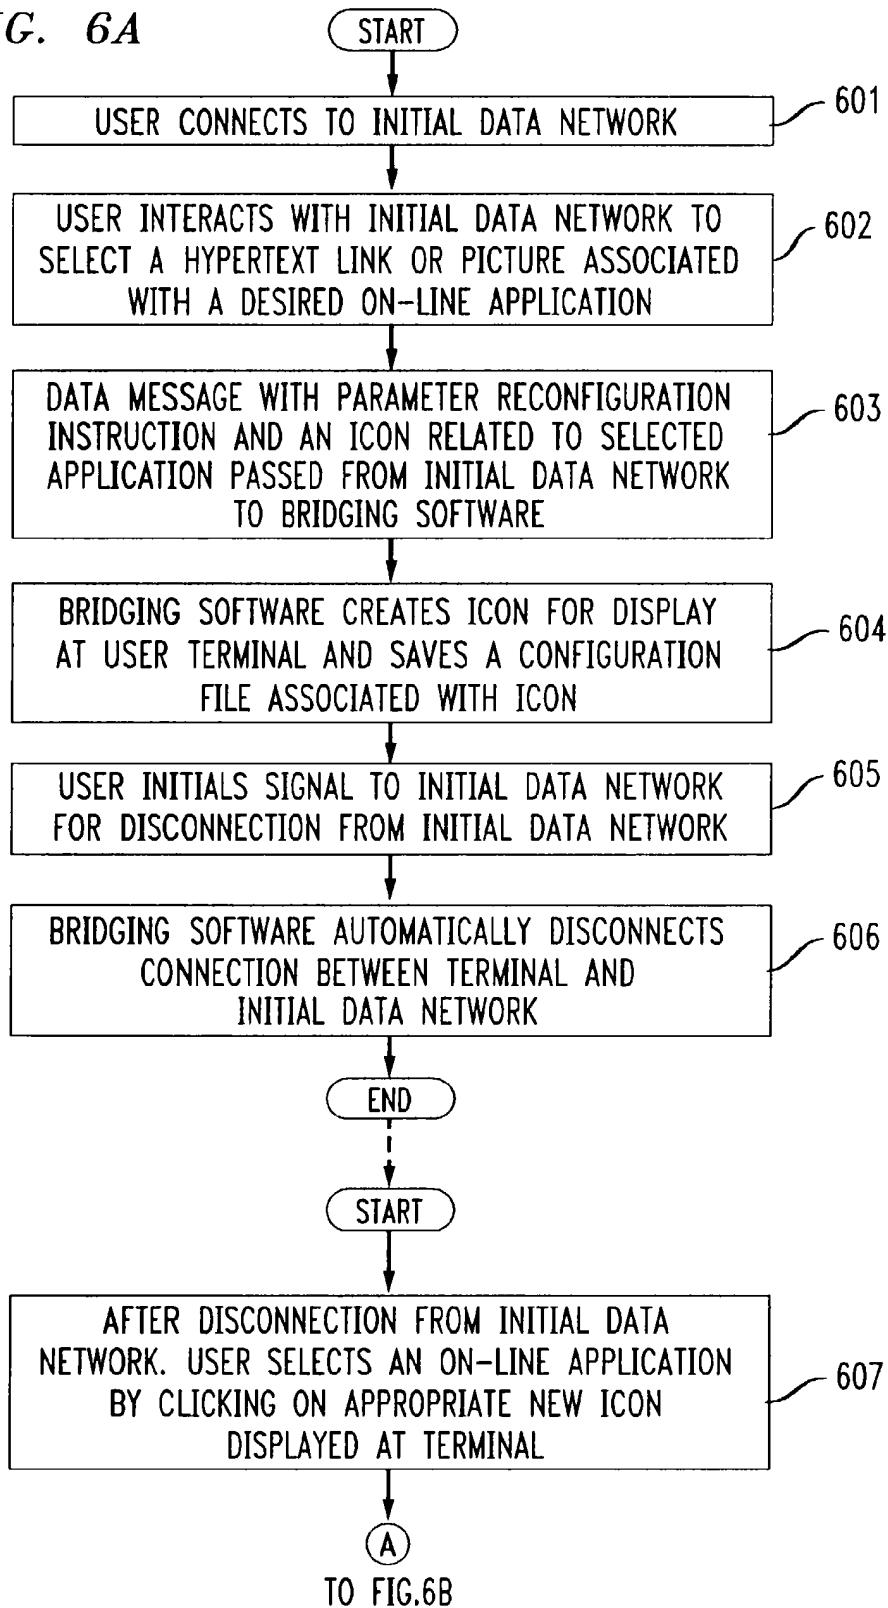 G. 6A
START
USER CONNECTS TO INITIAL DATA NETWORK
601
USER INTERACTS WITH INITIAL DATA NETWORK TO
SELECT A HYPERTEXT LINK OR PICTURE ASSOCIATED
WITH A DESIRED ON-LINE APPLICATION
602
DATA MESSAGE WITH PARAMETER RECONFIGURATION
INSTRUCTION AND AN ICON RELATED TO SELECTED
APPLICATION PASSED FROM INITIAL DATA NETWORK
TO BRIDGING SOFTWARE
603
BRIDGING SOFTWARE CREATES ICON FOR DISPLAY
AT USER TERMINAL AND SAVES A CONFIGURATION
FILE ASSOCIATED WITH ICON
604
USER INITIALS SIGNAL TO INITIAL DATA NETWORK
FOR DISCONNECTION FROM INITIAL DATA NETWORK
605
BRIDGING SOFTWARE AUTOMATICALLY DISCONNECTS
CONNECTION BETWEEN TERMINAL AND
INITIAL DATA NETWORK
606
END
START
AFTER DISCONNECTION FROM INITIAL DATA
NETWORK. USER SELECTS AN ON-LINE APPLICATION
BY CLICKING ON APPROPRIATE NEW ICON
DISPLAYED AT TERMINAL
607
A
TO FIG.6B